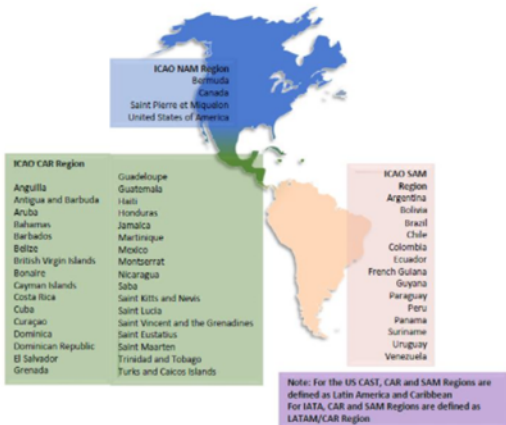 ICAO NAM Region
Bermuda
Canada
Saint Pierre et Miquelon
United States of America
ICAO CAR Region
Anguilla
Antigua and Barbuda
Aruba
Bahamas
Barbados
Belize
British Virgin Islands
Bonaire
Cayman Islands
Costa Rica
Cuba
Curaçao
Dominica
Dominican Republic
El Salvador
Grenada
Guadeloupe
Guatemala
Haiti
Honduras
Jamaica
Martinique
Mexico
Montserrat
Nicaragua
Saba
Saint Kitts and Nevis
Saint Lucia
Saint Vincent and the Grenadines
Saint Eustatius
Saint Maarten
Trinidad and Tobago
Turks and Caicos Islands
ICAO SAM
Region
Argentina
Bolivia
Brazil
Chile
Colombia
Ecuador
French Guiana
Guyana
Paraguay
Peru
Panama
Suriname
Uruguay
Venezuela
Note: For the US CAST, CAR and SAM Regions are
defined as Latin America and Caribbean
For IATA, CAR and SAM Regions are defined as
LATAM/CAR Region